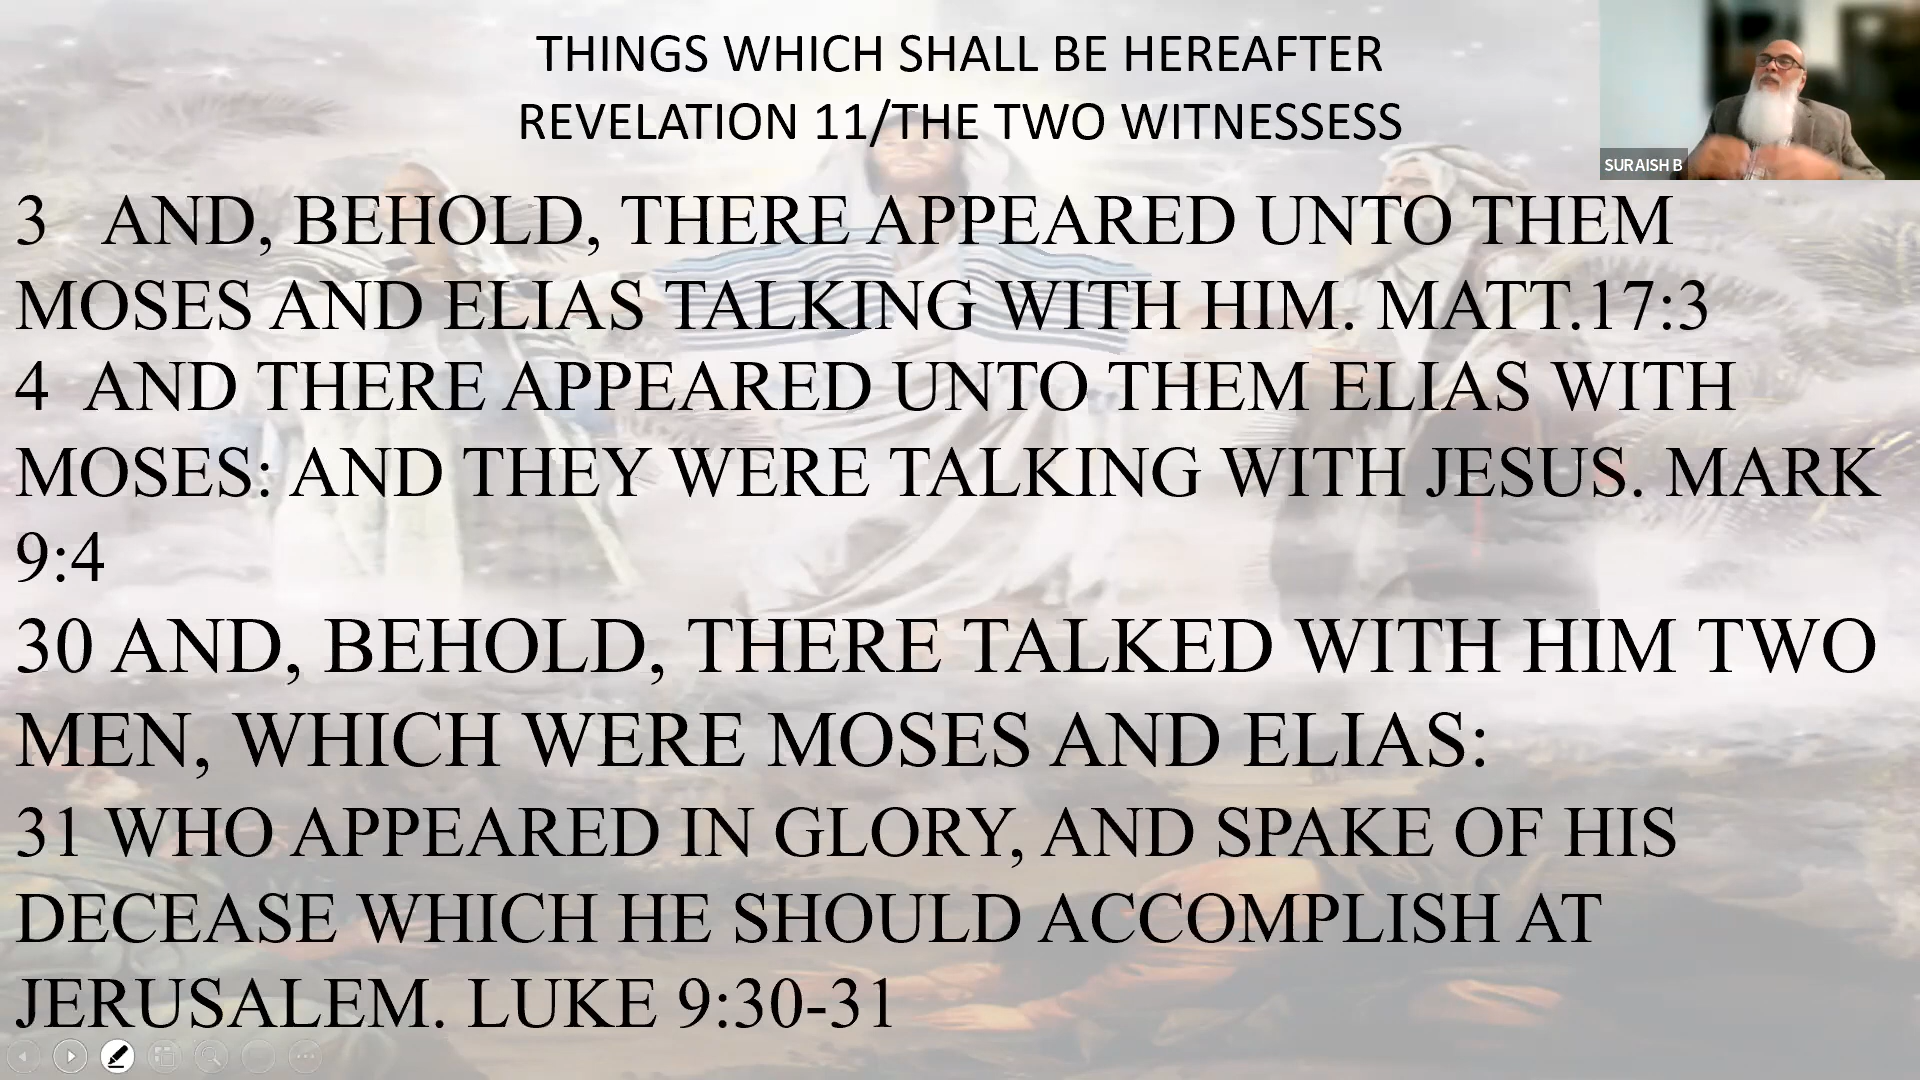 THINGS WHICH SHALL BE HEREAFTER
REVELATION 11/THE TWO WITNESSESS
SURAISH B
3 AND, BEHOLD, THERE APPEARED UNTO THEM
MOSES AND ELIAS TALKING WITH HIM. MATT.17:3
4 AND THERE APPEARED UNTO THEM ELIAS WITH
MOSES: AND THEY WERE TALKING WITH JESUS. MARK
9:4
30 AND, BEHOLD, THERE TALKED WITH HIM TWO
MEN, WHICH WERE MOSES AND ELIAS:
31 WHO APPEARED IN GLORY, AND SPAKE OF HIS
DECEASE WHICH HE SHOULD ACCOMPLISH AT
JERUSALEM. LUKE 9:30-31